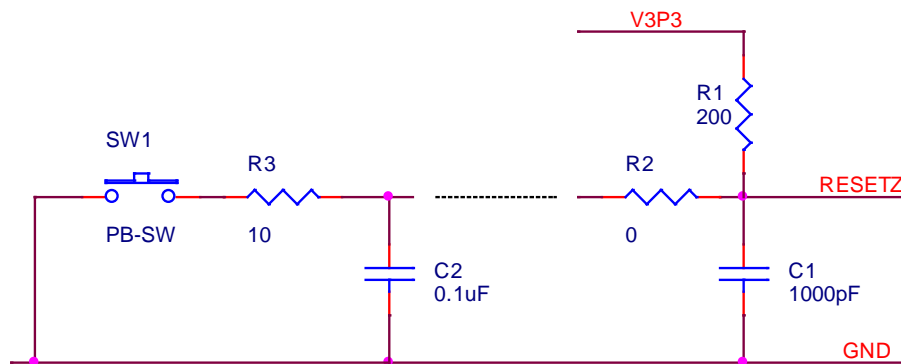 V3P3
R1
200
SW1
R3
R2
RESETZ
PB-SW
10
0
C2
0.1uF
C1
1000pF
GND